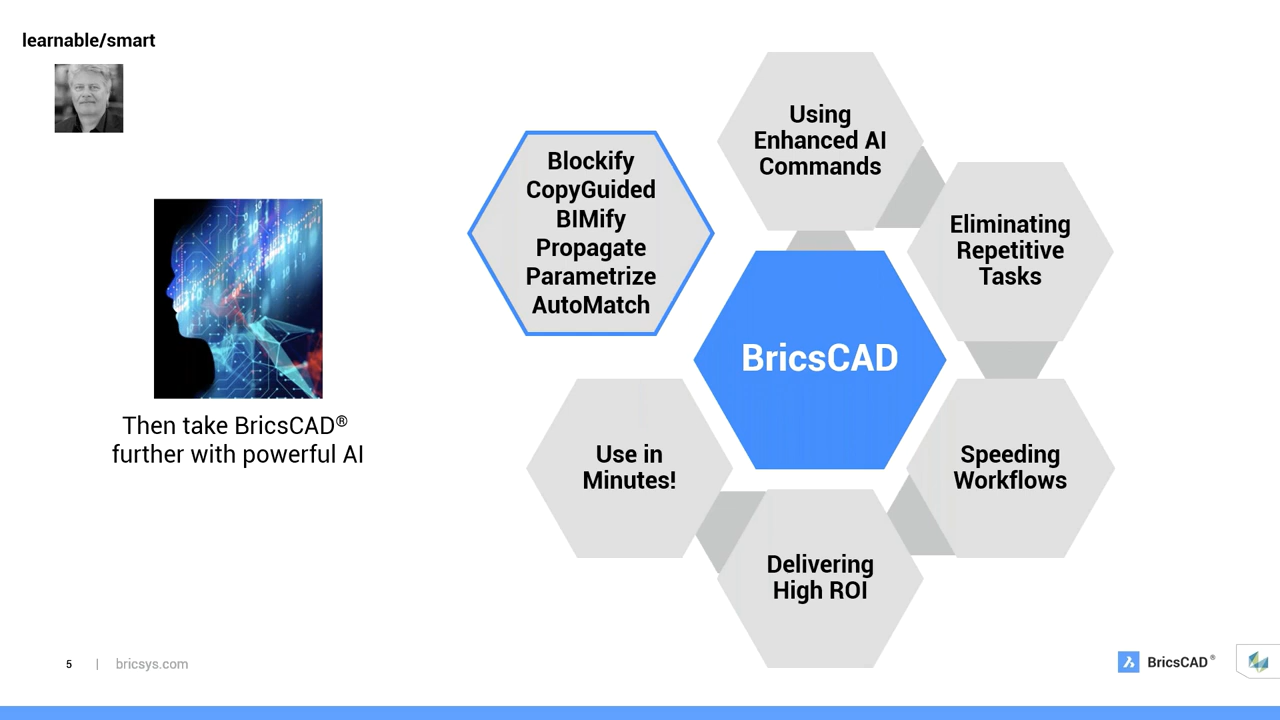 learnable/smart
Then take BricsCAD®
further with powerful AI
Blockify
CopyGuided
BIMify
Propagate
Parametrize
AutoMatch
Using
Enhanced AI
Commands
Eliminating
Repetitive
Tasks
BricsCAD
Speeding
Workflows
Delivering
High ROI
Use in
Minutes!
5 | bricsys.com
BricsCAD®